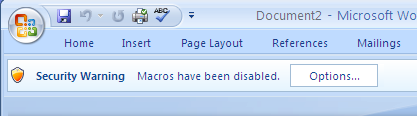 ABC Document2 - Microsoft Wo
Home Insert Page Layout References Mailings
Security Warning Macros have been disabled. Options...